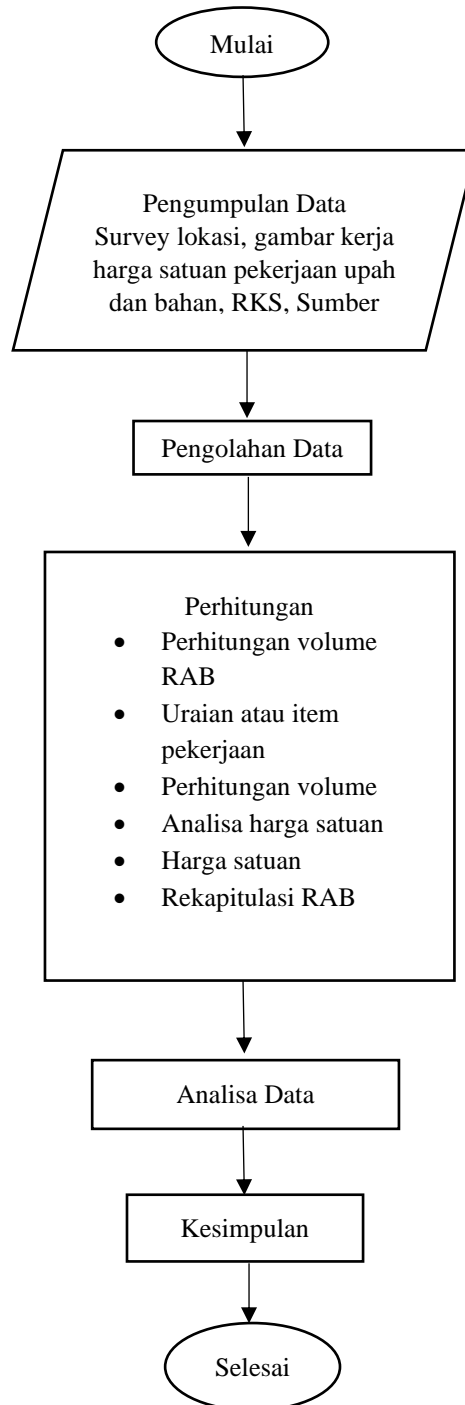 Mulai
Pengumpulan Data
Survey lokasi, gambar kerja
harga satuan pekerjaan upah
dan bahan, RKS, Sumber
Pengolahan Data
Perhitungan
• Perhitungan volume
RAB
• Uraian atau item
pekerjaan
• Perhitungan volume
• Analisa harga satuan
• Harga satuan
• Rekapitulasi RAB
Analisa Data
Kesimpulan
Selesai